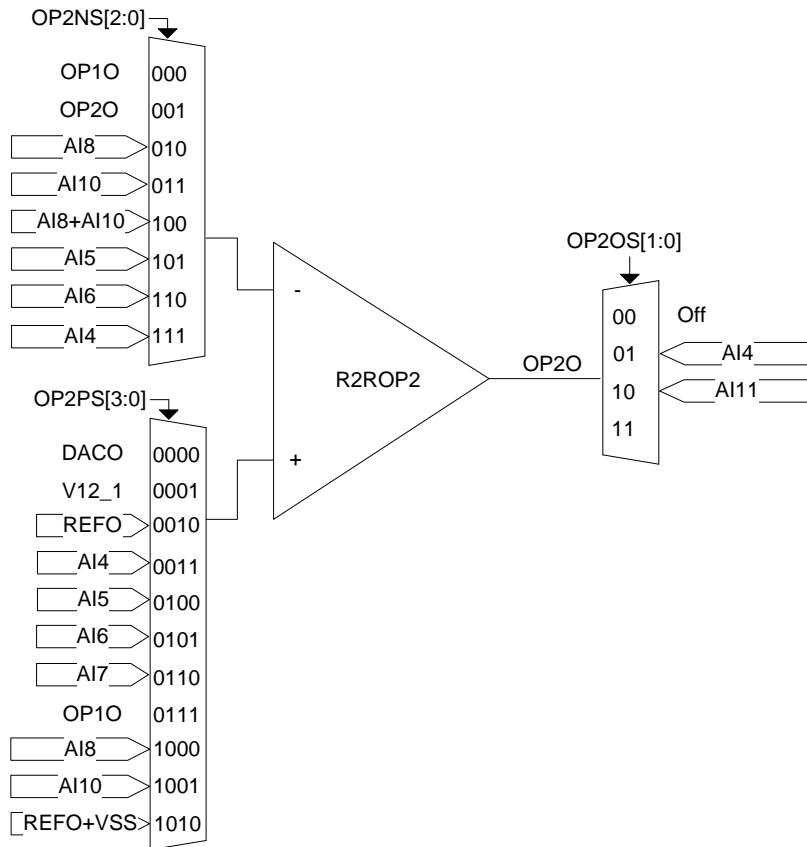 OP2NS[2:0]
OP1O 000
OP2O 001
AI8 010
AI10 011
AI8+AI10 100
AI5 101
AI6 110
AI4 111
-
+
R2ROP2
OP2O
OP2OS[1:0]
00 Off
01 AI4
10 AI11
11
OP2PS[3:0]
DACO 0000
V12_1 0001
REFO 0010
AI4 0011
AI5 0100
AI6 0101
AI7 0110
OP1O 0111
AI8 1000
AI10 1001
REFO+VSS 1010